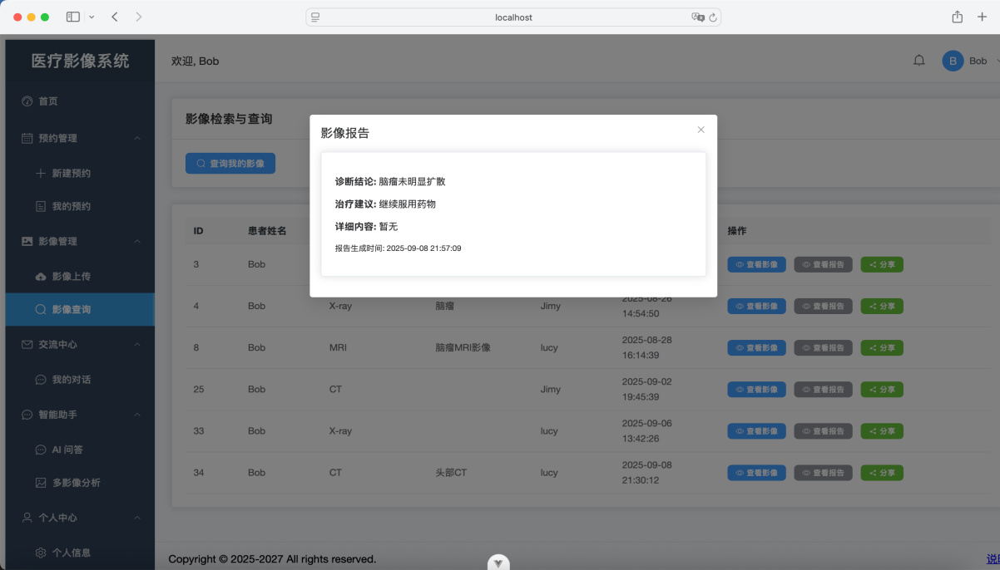 localhost
医疗影像系统
首页
预约管理
新建预约
我的预约
影像管理
影像上传
影像查询
交流中心
我的对话
智能助手
AI 问答
多影像分析
个人中心
个人信息
欢迎, Bob
B Bob
影像检索与查询
查询我的影像
影像报告
诊断结论: 脑瘤未明显扩散
治疗建议: 继续服用药物
详细内容: 暂无
报告生成时间: 2025-09-08 21:57:09
ID 患者姓名 操作
3 Bob 查看影像 查看报告 分享
4 Bob X-ray 脑瘤 Jimy 2025-08-26 14:54:50 查看影像 查看报告 分享
8 Bob MRI 脑瘤MRI影像 lucy 2025-08-28 16:14:39 查看影像 查看报告 分享
25 Bob CT Jimy 2025-09-02 19:45:39 查看影像 查看报告 分享
33 Bob X-ray lucy 2025-09-06 13:42:26 查看影像 查看报告 分享
34 Bob CT 头部CT lucy 2025-09-08 21:30:12 查看影像 查看报告 分享
Copyright © 2025-2027 All rights reserved.